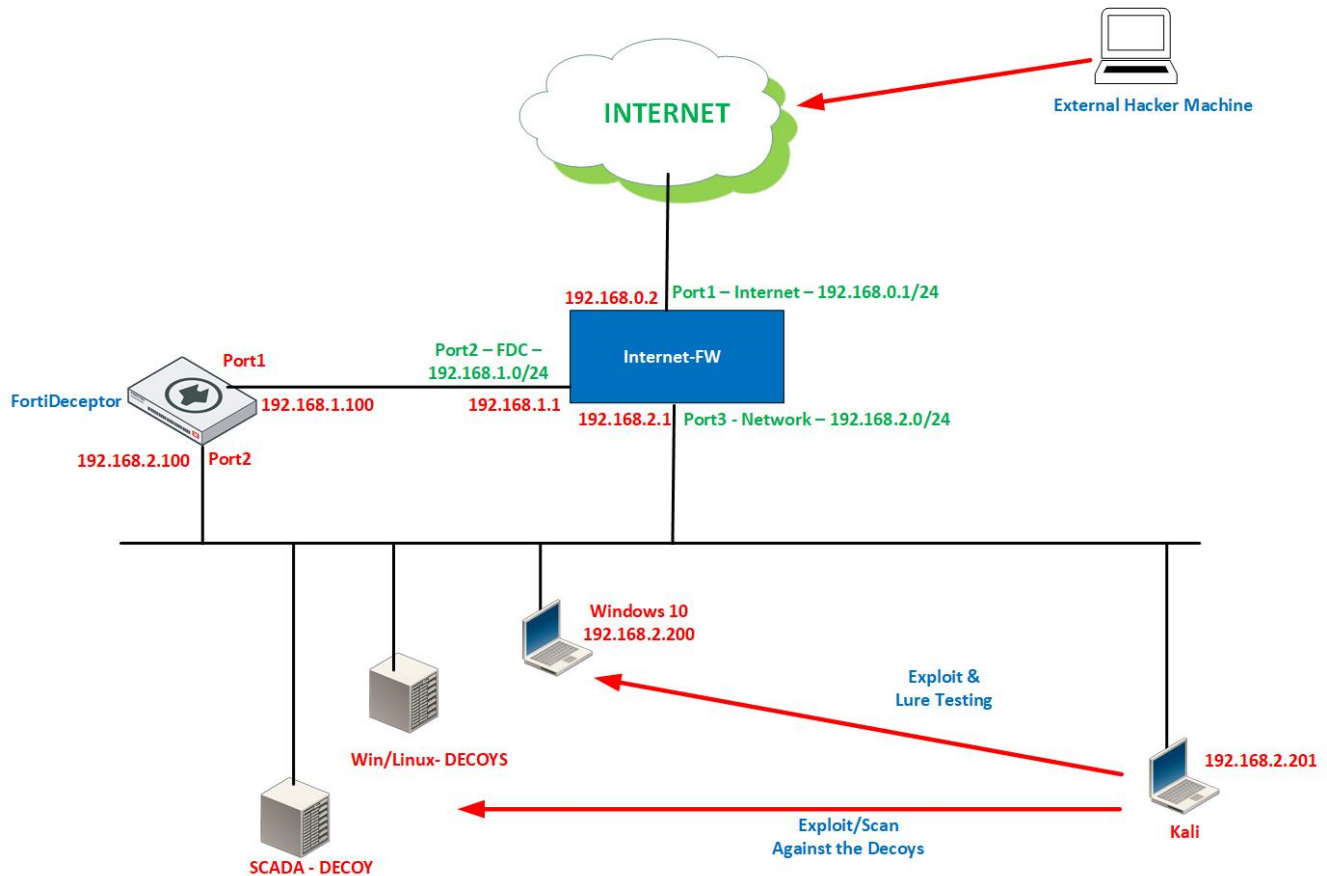 INTERNET
External Hacker Machine
192.168.0.2
Port1 – Internet – 192.168.0.1/24
Internet-FW
Port2 – FDC –
192.168.1.0/24
Port1
FortiDeceptor
192.168.1.100
192.168.1.1
192.168.2.1
Port3 - Network – 192.168.2.0/24
192.168.2.100
Port2
Windows 10
192.168.2.200
Exploit &
Lure Testing
Win/Linux- DECOYS
192.168.2.201
Exploit/Scan
Against the Decoys
Kali
SCADA - DECOY